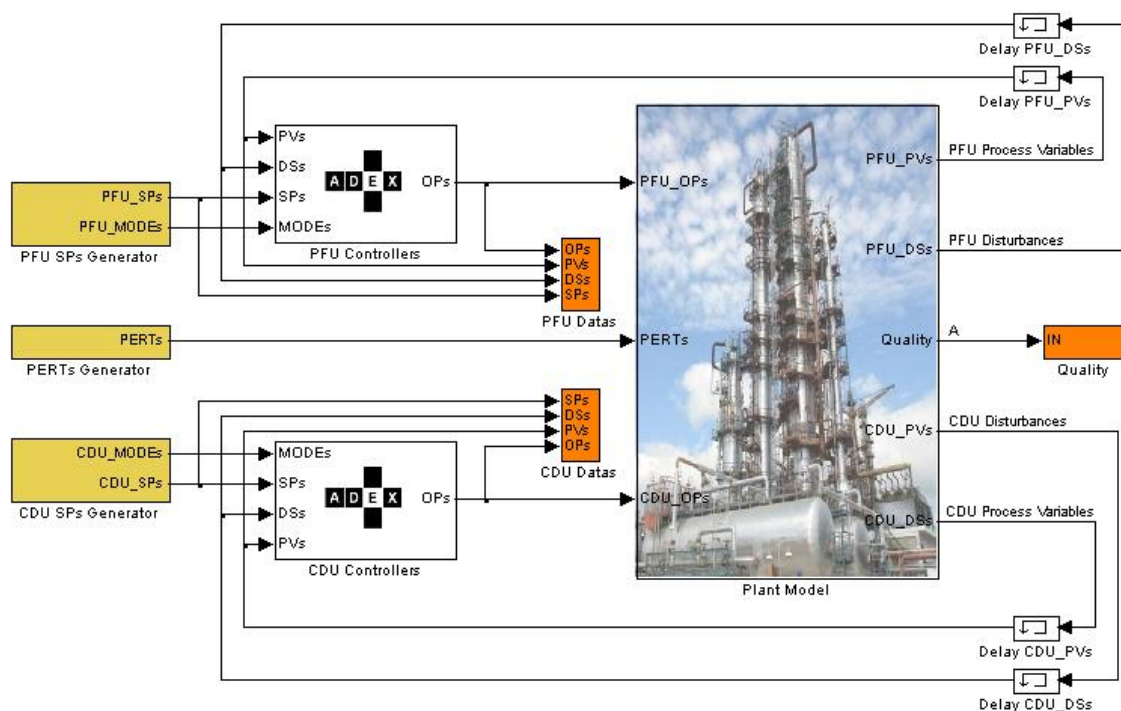 Delay PFU_DSs
Delay PFU_PVs
PVs
DSs
SPs
MODEs
ADEX
OPs
PFU Controllers
PFU_SPs
PFU_MODEs
PFU SPs Generator
OPs
PVs
DSs
SPs
PFU Datas
PFU_OPs
PFU_PVs
PFU Process Variables
PFU_DSs
PFU Disturbances
PERTs
PERTs Generator
PERTs
Quality
A
IN
Quality
SPs
DSs
PVs
OPs
CDU Datas
CDU_MODEs
CDU_SPs
CDU SPs Generator
MODEs
SPs
DSs
PVs
ADEX
OPs
CDU Controllers
CDU_OPs
CDU_PVs
CDU Disturbances
CDU_DSs
CDU Process Variables
Plant Model
Delay CDU_PVs
Delay CDU_DSs